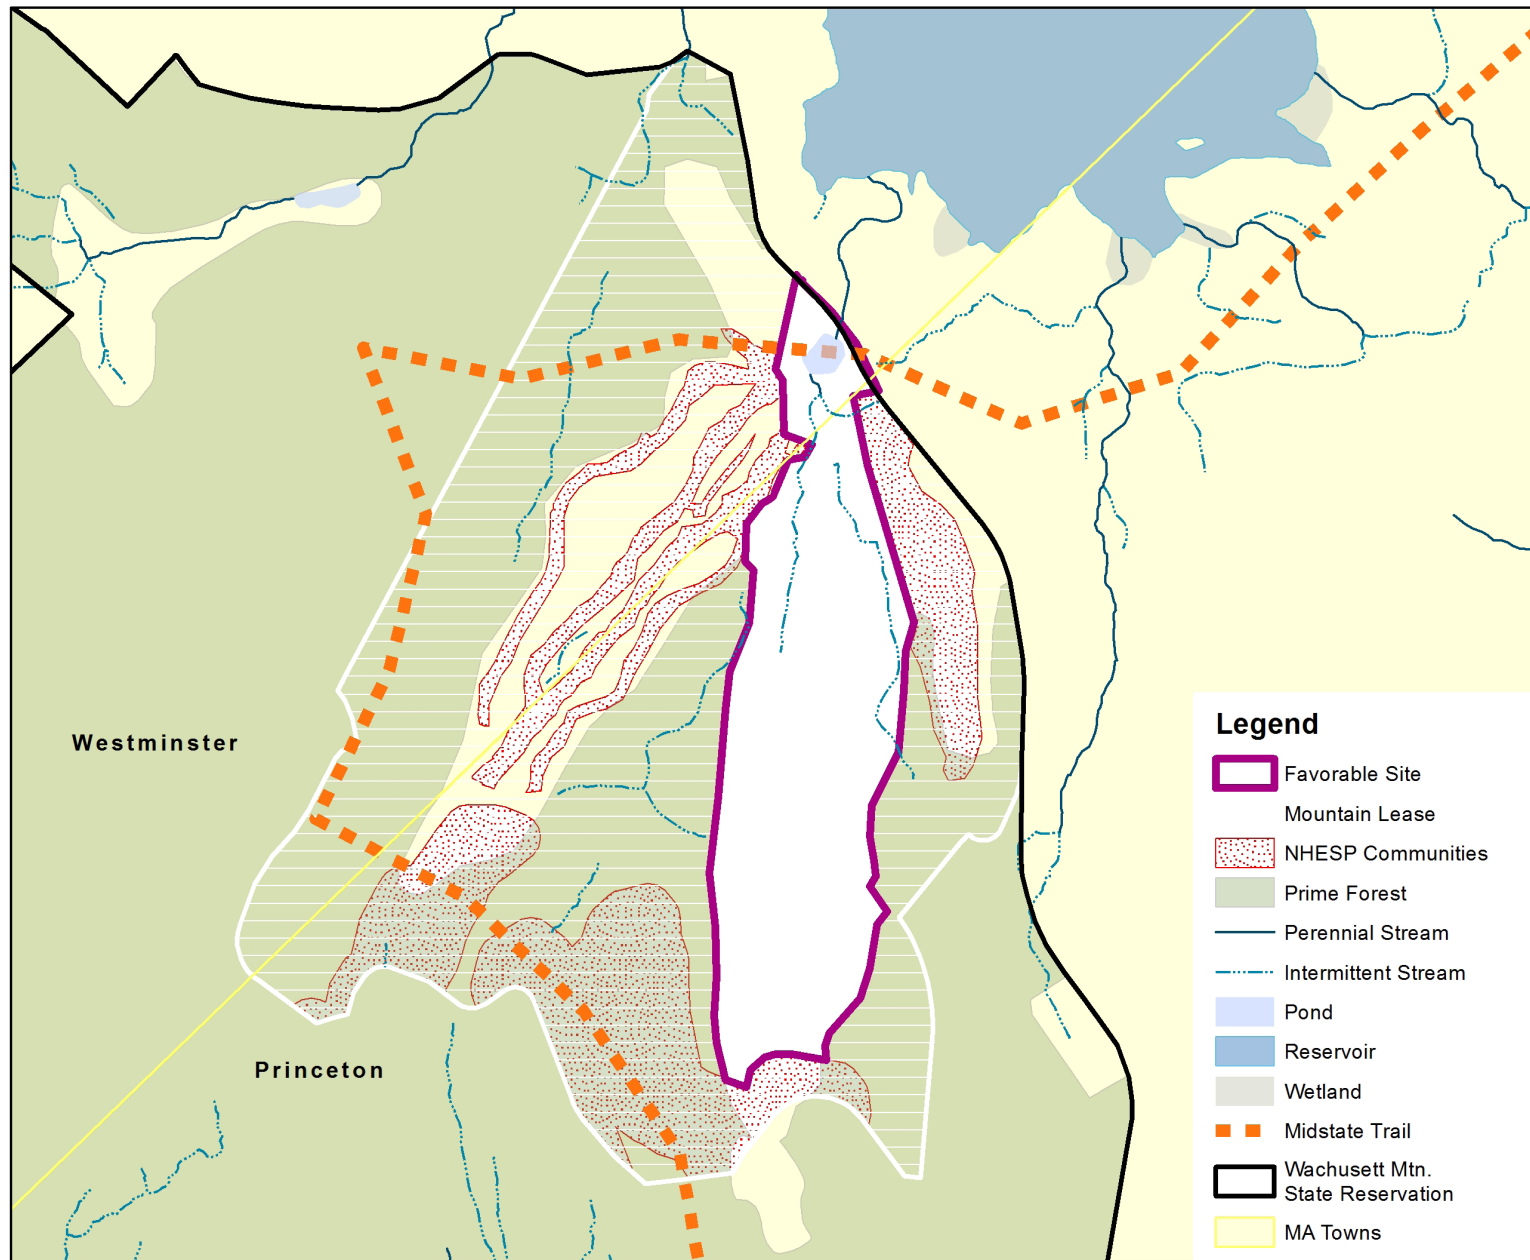 Westminster
Princeton
Legend
Favorable Site
Mountain Lease
NHESP Communities
Prime Forest
Perennial Stream
Intermittent Stream
Pond
Reservoir
Wetland
Midstate Trail
Wachusett Mtn.
State Reservation
MA Towns